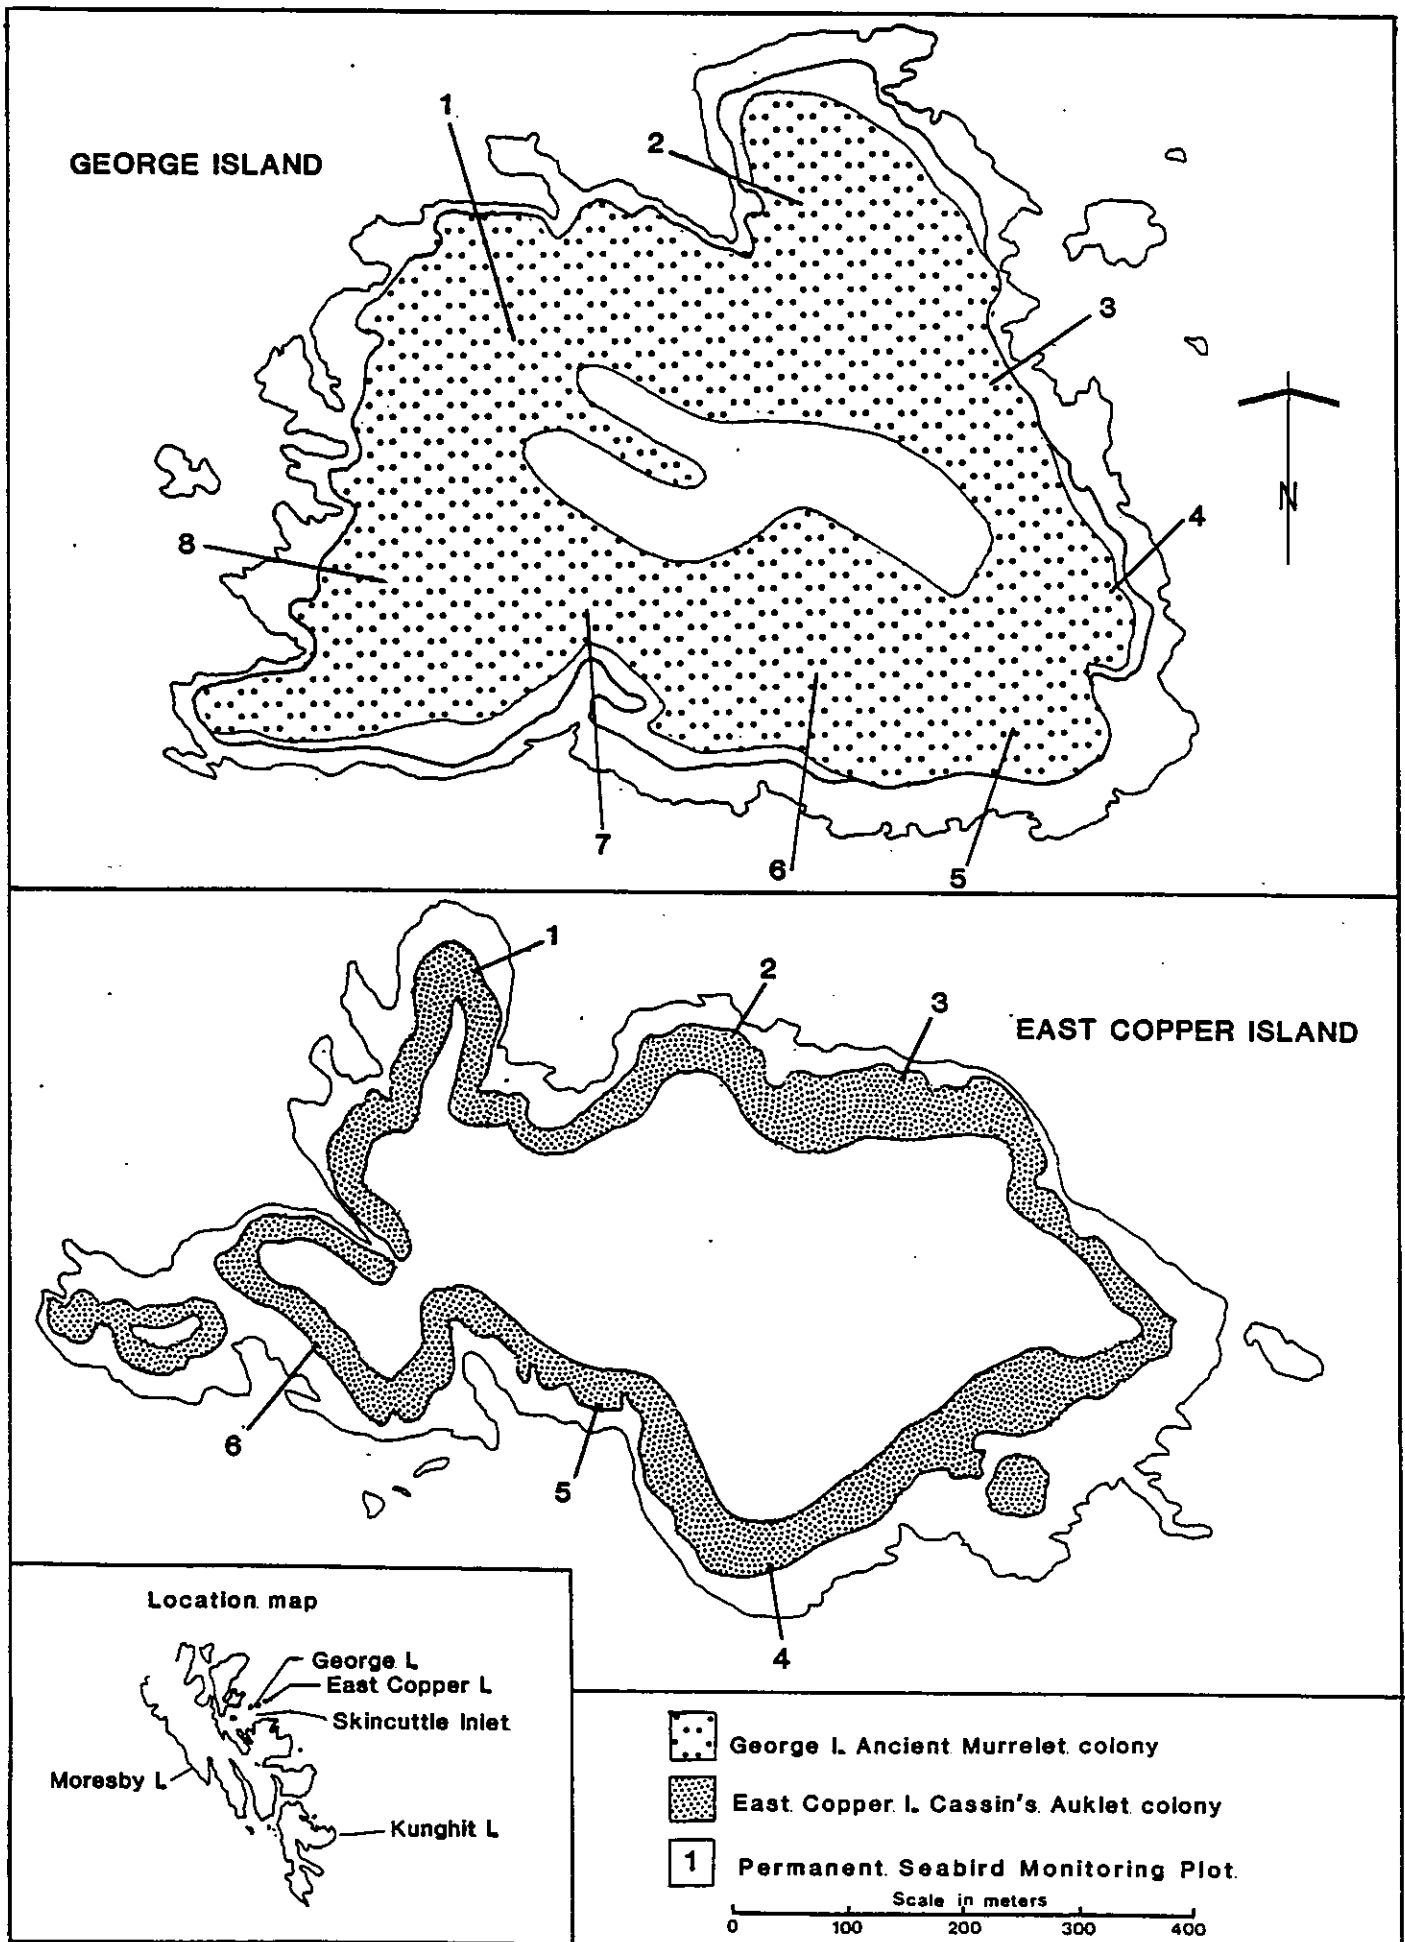 GEORGE ISLAND
1
2
3
4
5
6
7
8
N
EAST COPPER ISLAND
1
2
3
4
5
6
Location map
George I.
East Copper I.
Skincuttle Inlet
Moresby I.
Kunghit I.
George I. Ancient Murrelet colony
East Copper I. Cassin's Auklet colony
1 Permanent Seabird Monitoring Plot
Scale in meters
0 100 200 300 400